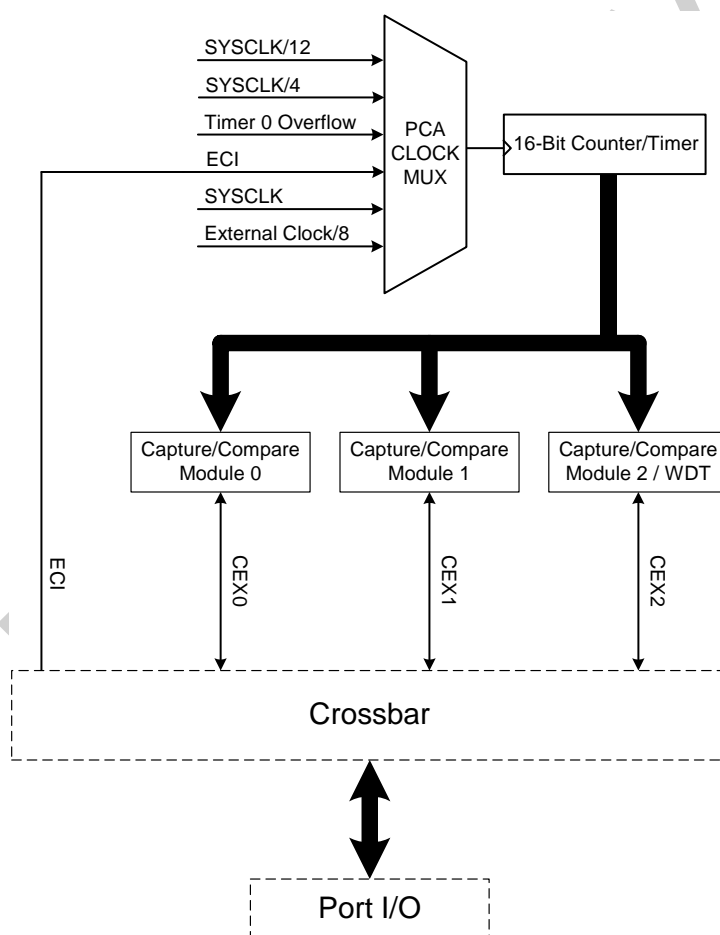 SYSCLK/12
SYSCLK/4
Timer 0 Overflow
ECI
SYSCLK
External Clock/8
PCA
CLOCK
MUX
16-Bit Counter/Timer
Capture/Compare
Module 0
Capture/Compare
Module 1
Capture/Compare
Module 2 / WDT
ECI
CEX0
CEX1
CEX2
Crossbar
Port I/O